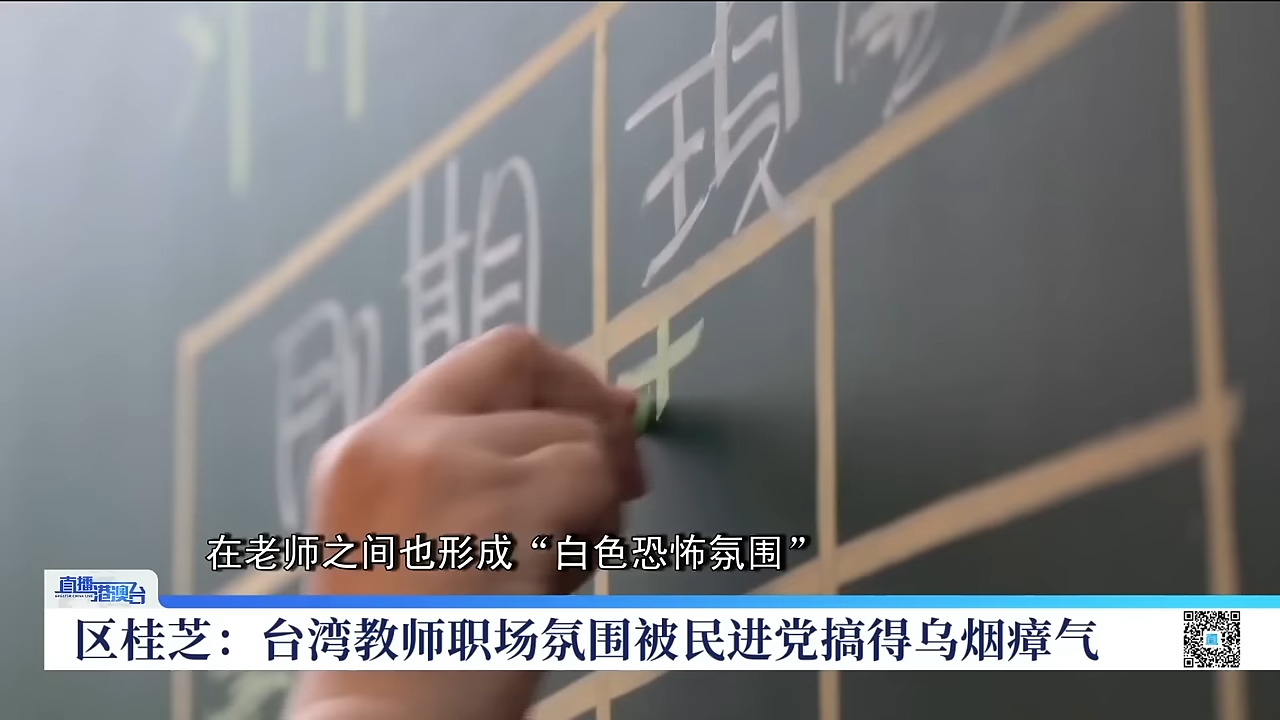 期
現
在老师之间也形成“白色恐怖氛围”
直播
港澳台
区桂芝：台湾教师职场氛围被民进党搞得乌烟瘴气